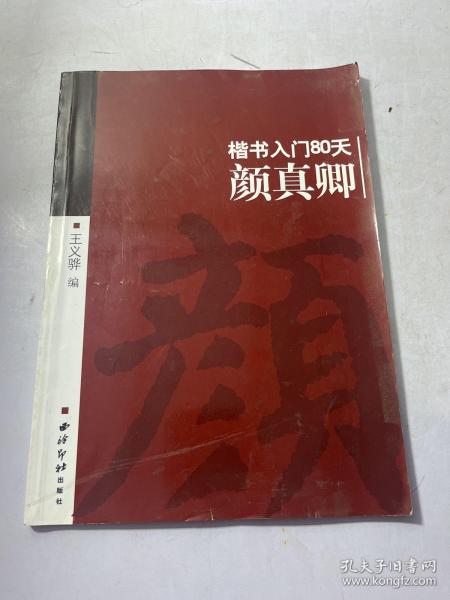 楷书入门80天
颜真卿
王义骅 编
西泠印社
出版社
颜
孔夫子旧书网
www.kongfz.com